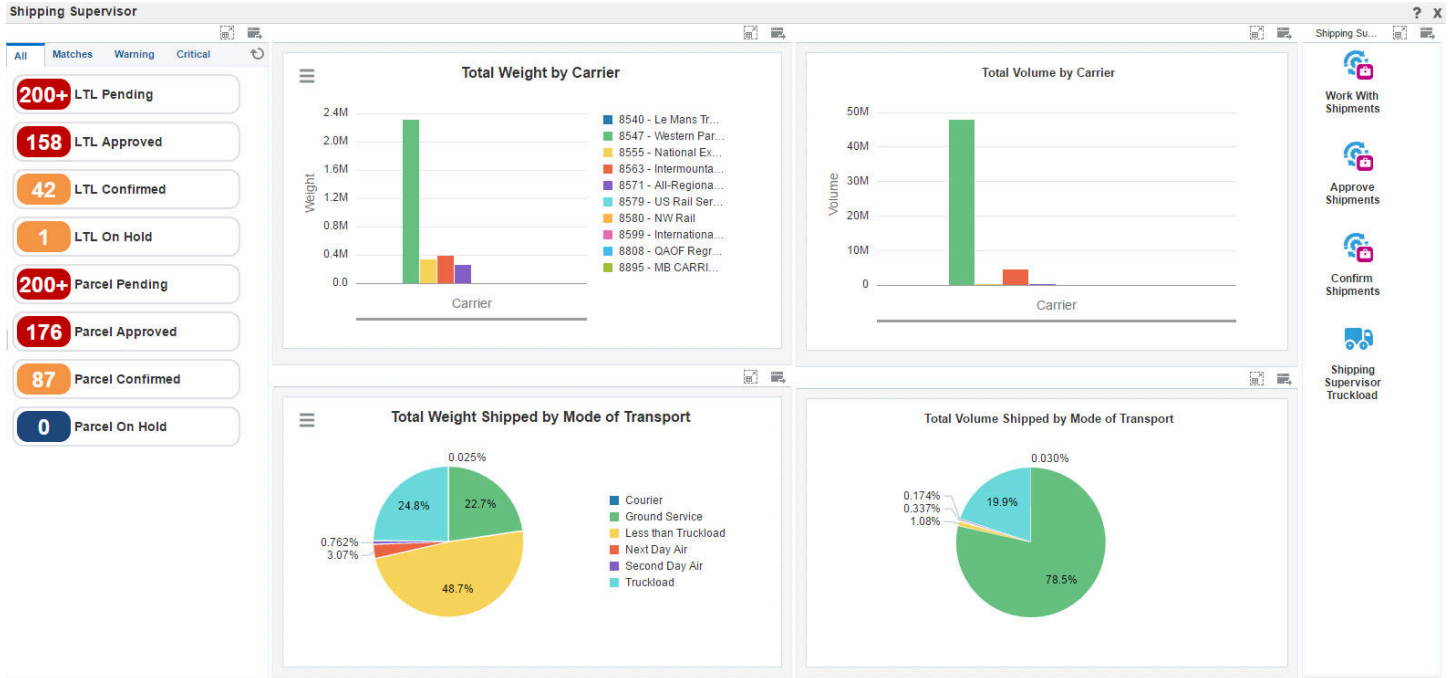 Shipping Supervisor
? X
All Matches Warning Critical
200+ LTL Pending
158 LTL Approved
42 LTL Confirmed
1 LTL On Hold
200+ Parcel Pending
176 Parcel Approved
87 Parcel Confirmed
0 Parcel On Hold
Total Weight by Carrier
Weight
2.4M
2.0M
1.6M
1.2M
0.8M
0.4M
0.0
Carrier
8540 - Le Mans Tr...
8547 - Western Par...
8555 - National Ex...
8563 - Intermounta...
8571 - All-Regiona...
8579 - US Rail Ser...
8580 - NW Rail
8599 - Internationa...
8808 - QAOF Regr...
8895 - MB CARRI...
Total Volume by Carrier
Volume
50M
40M
30M
20M
10M
0
Carrier
Total Weight Shipped by Mode of Transport
0.025%
24.8%
22.7%
0.762%
3.07%
48.7%
Courier
Ground Service
Less than Truckload
Next Day Air
Second Day Air
Truckload
Total Volume Shipped by Mode of Transport
0.030%
0.174%
0.337%
1.08%
19.9%
78.5%
Shipping Su...
Work With
Shipments
Approve
Shipments
Confirm
Shipments
Shipping
Supervisor
Truckload